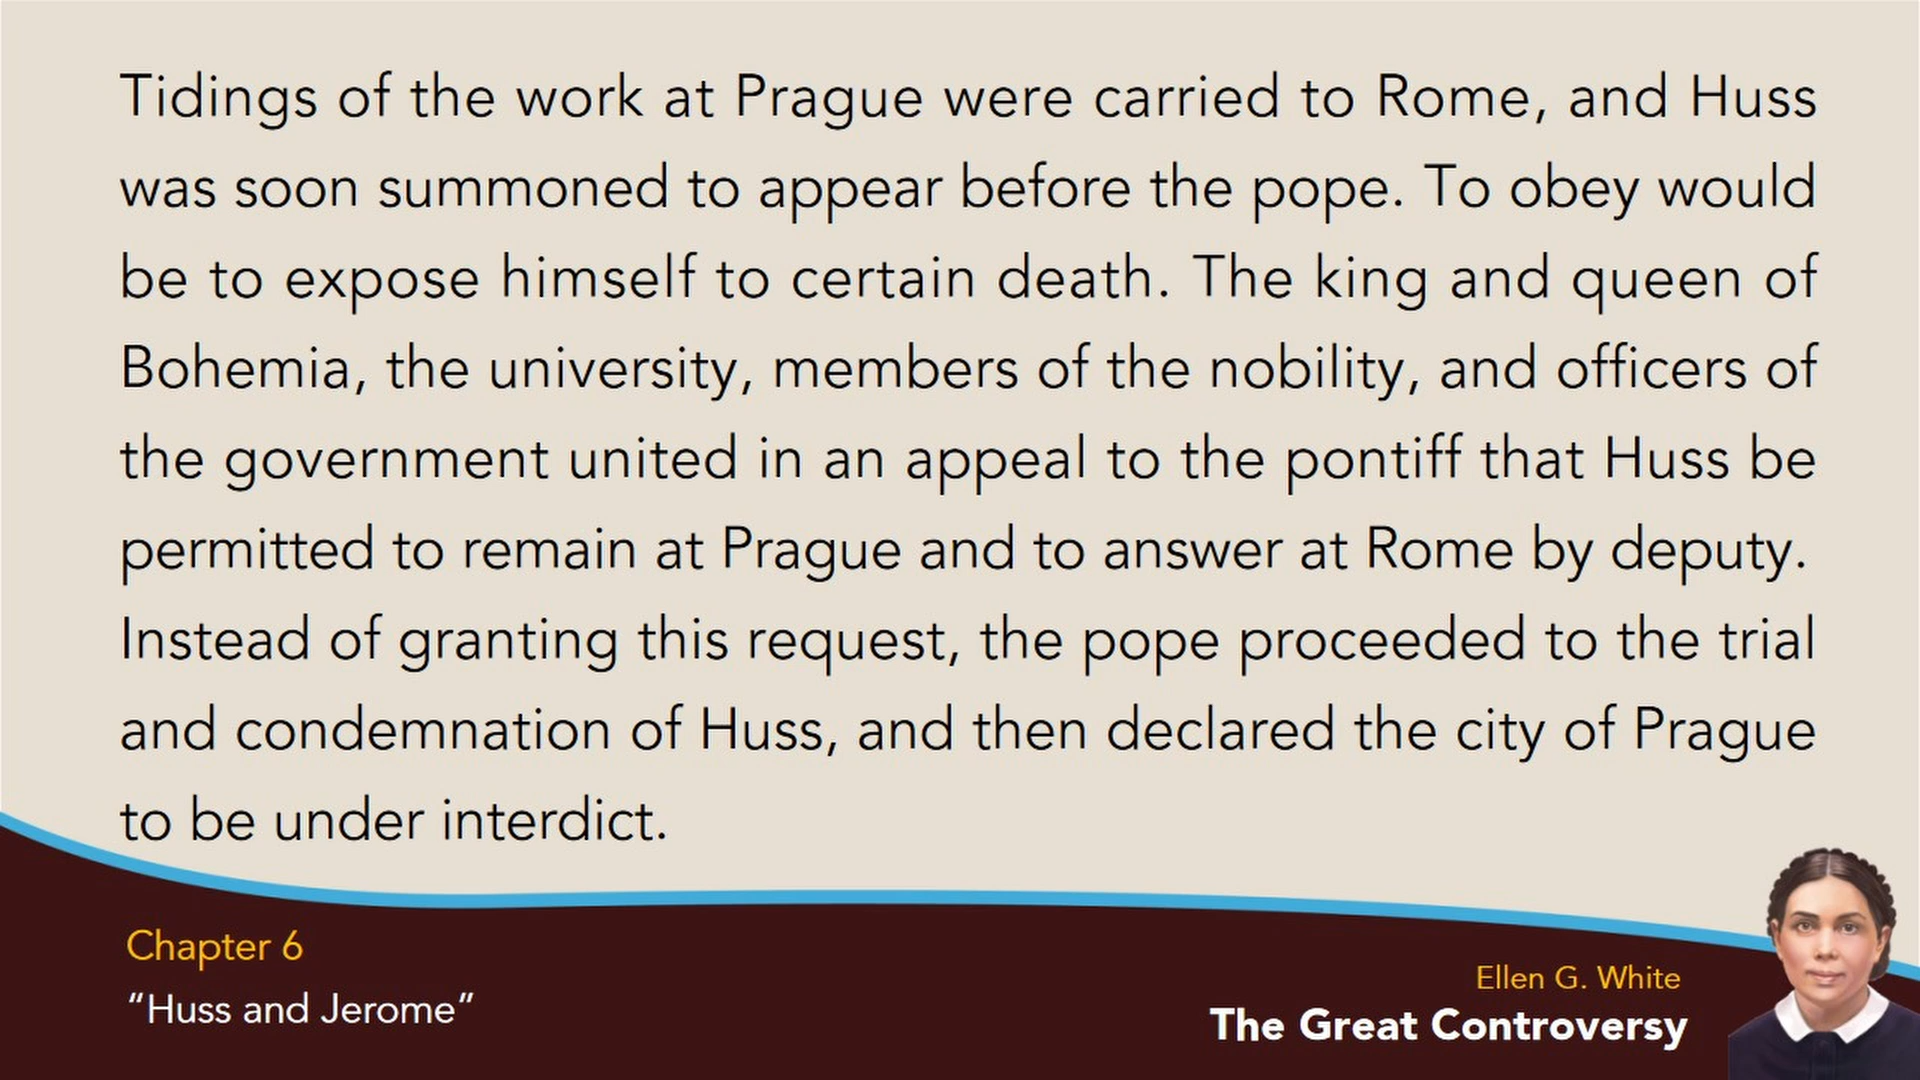 Tidings of the work at Prague were carried to Rome, and Huss
was soon summoned to appear before the pope. To obey would
be to expose himself to certain death. The king and queen of
Bohemia, the university, members of the nobility, and officers of
the government united in an appeal to the pontiff that Huss be
permitted to remain at Prague and to answer at Rome by deputy.
Instead of granting this request, the pope proceeded to the trial
and condemnation of Huss, and then declared the city of Prague
to be under interdict.
Chapter 6
“Huss and Jerome”
Ellen G. White
The Great Controversy